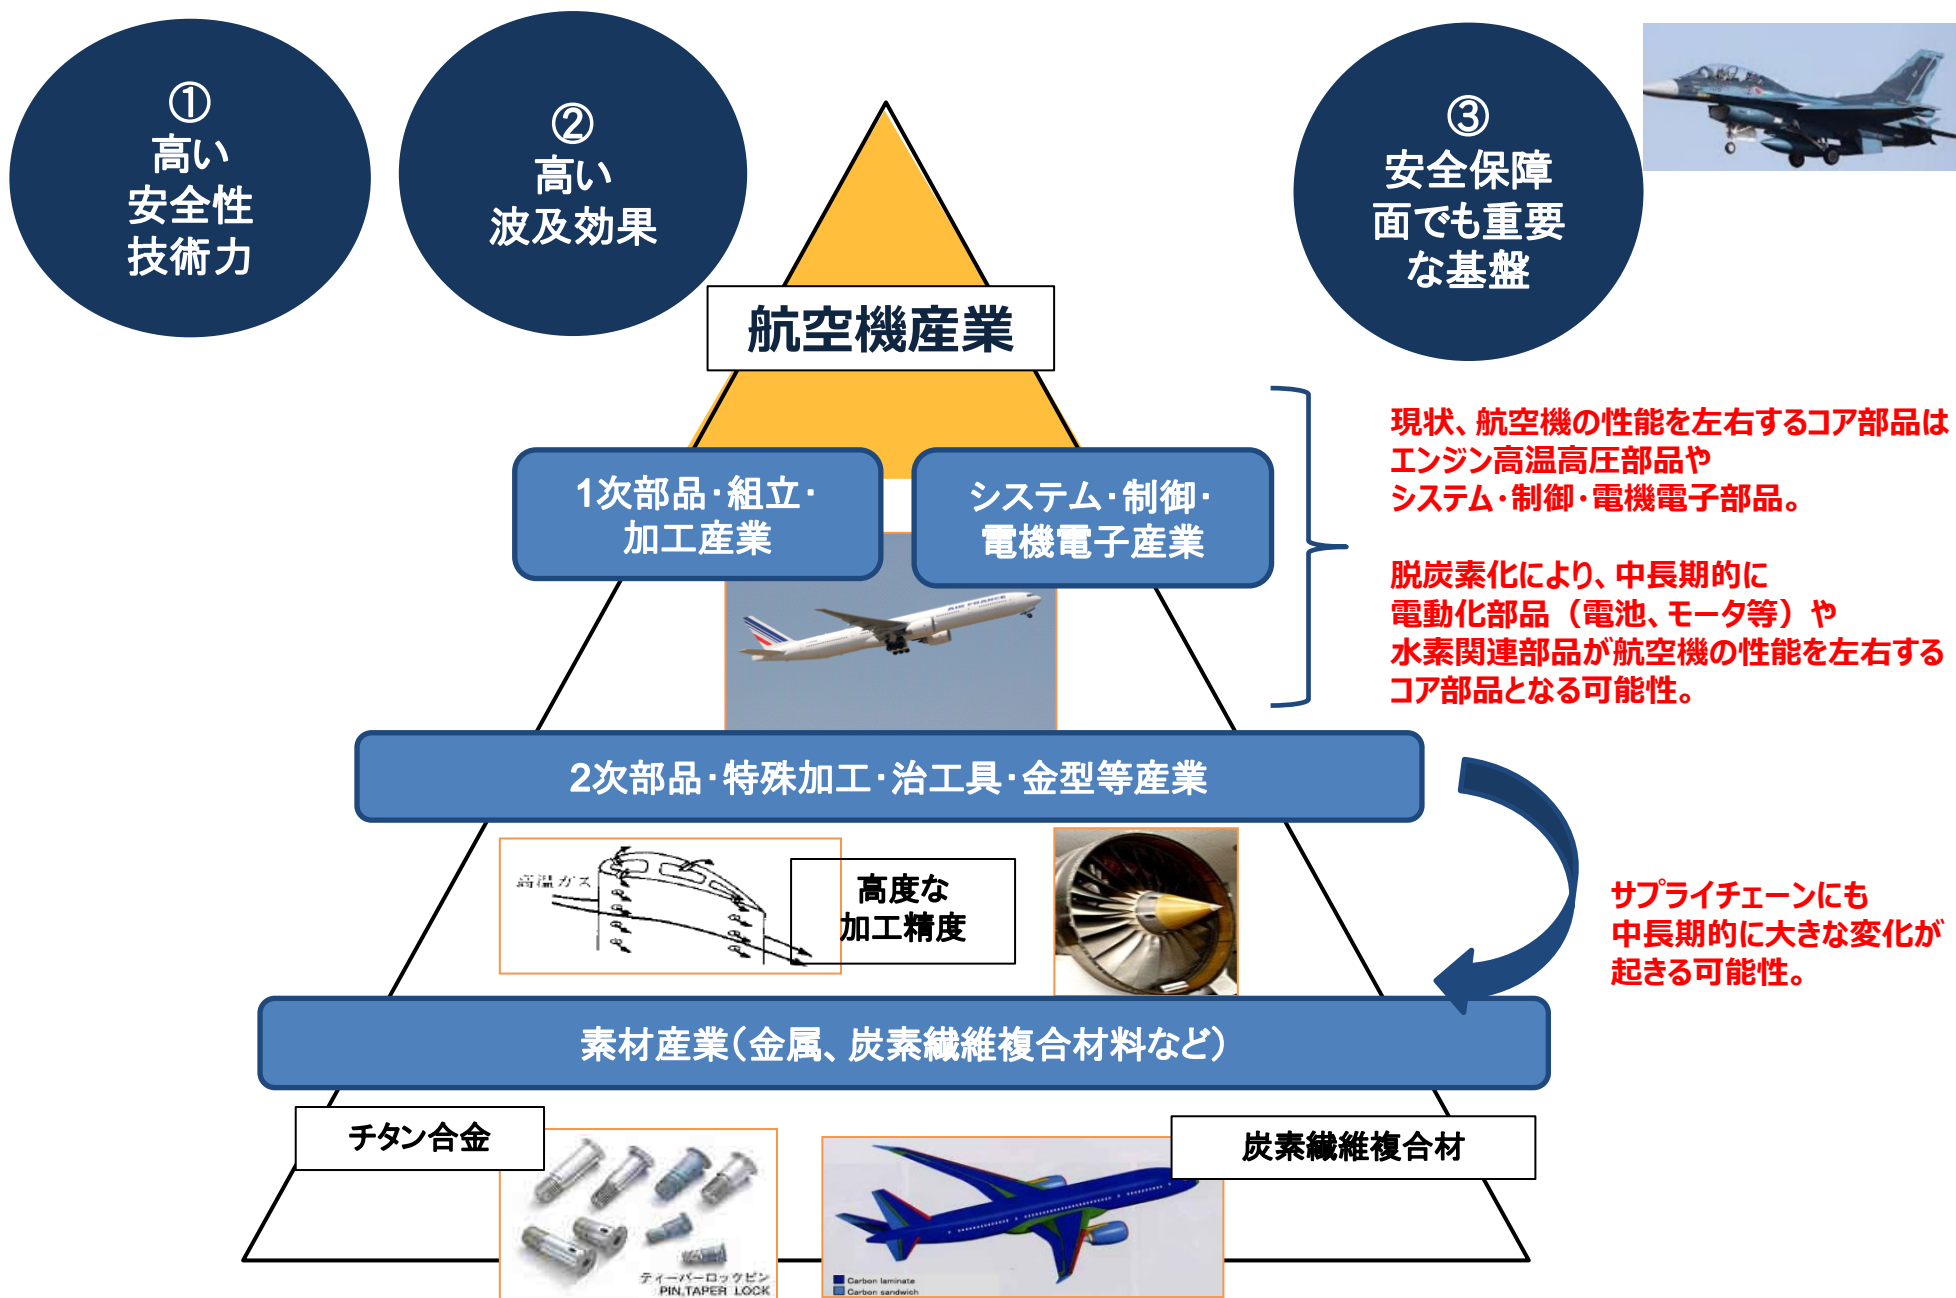 ①
高い
安全性
技術力
②
高い
波及効果
③
安全保障
面でも重要
な基盤
航空機産業
1次部品・組立・
加工産業
システム・制御・
電機電子産業
現状、航空機の性能を左右するコア部品は
エンジン高温高圧部品や
システム・制御・電機電子部品。
脱炭素化により、中長期的に
電動化部品（電池、モータ等）や
水素関連部品が航空機の性能を左右する
コア部品となる可能性。
AIR FRANCE
2次部品・特殊加工・治工具・金型等産業
高温ガス
高度な
加工精度
サプライチェーンにも
中長期的に大きな変化が
起きる可能性。
素材産業（金属、炭素繊維複合材料など）
チタン合金
炭素繊維複合材
ティーパーロックピン
PIN,TAPER LOCK
Carbon laminate
Carbon sandwich